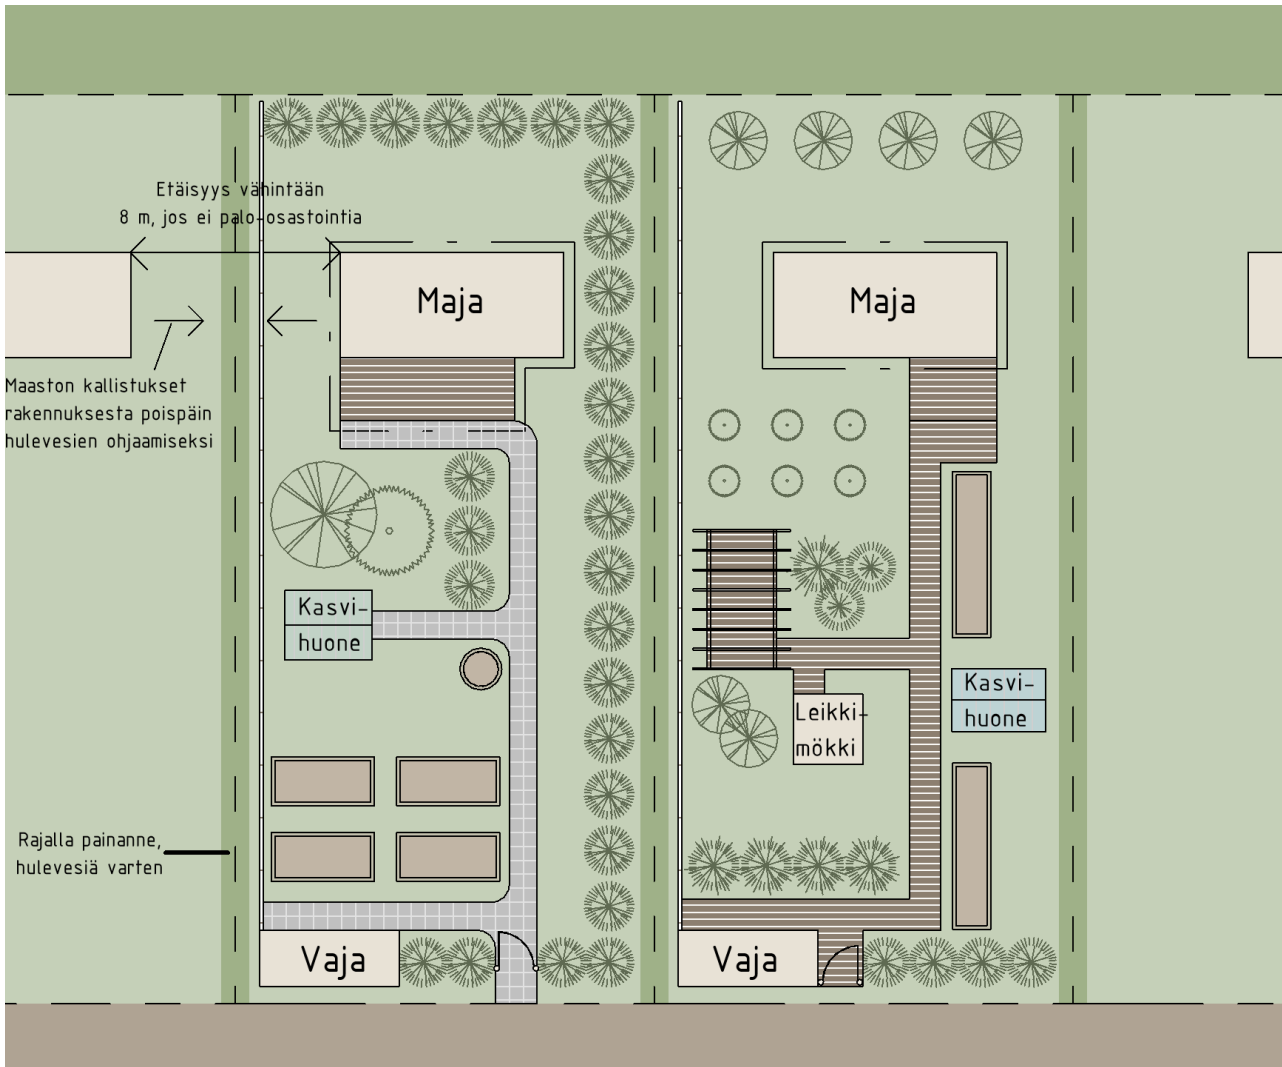 Etäisyys vähintään
8 m, jos ei palo-osastointia
Maja
Maja
Maaston kallistukset
rakennuksesta poispäin
hulevesien ohjaamiseksi
Kasvi-
huone
Kasvi-
huone
Leikki-
mökki
Rajalla painanne,
hulevesiä varten
Vaja
Vaja